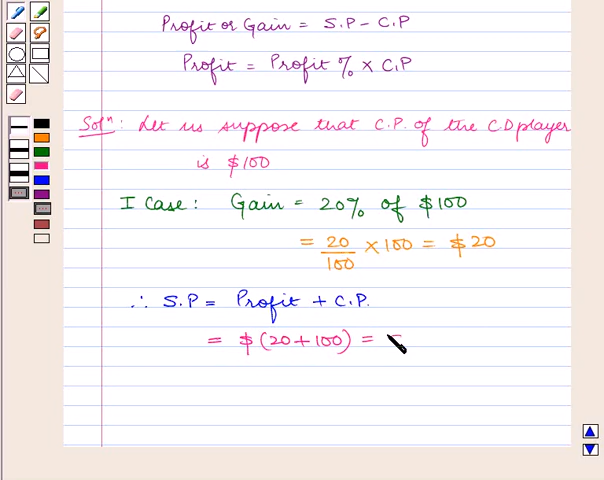 Profit or Gain = S.P - C.P
Profit = Profit % × C.P
Solⁿ: Let us suppose that C.P. of the CD player
is $100
I Case: Gain = 20% of $100
= 20/100 × 100 = $20
∴ S.P = Profit + C.P.
= $(20+100) =